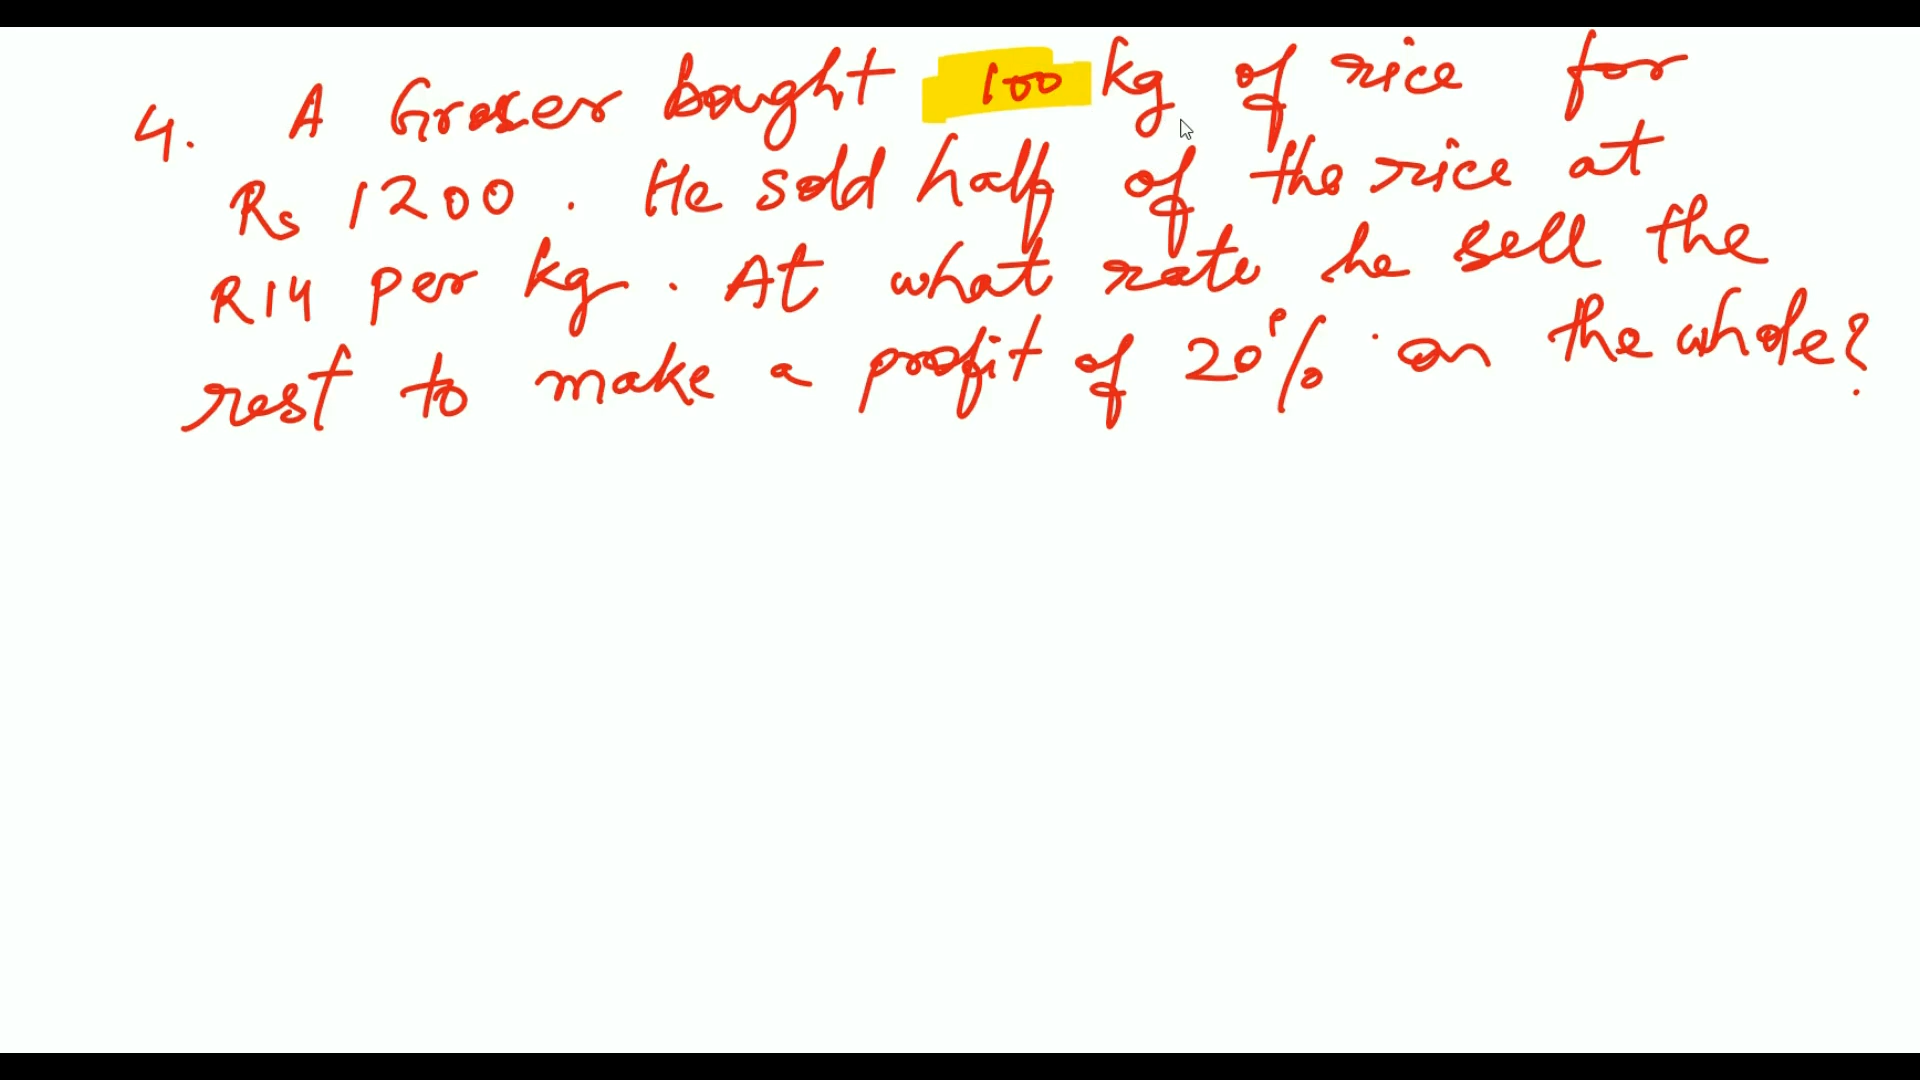 4. A Grocer bought 100 kg of rice for
Rs 1200. He sold half of the rice at
R14 per kg. At what rate he sell the
rest to make a profit of 20% on the whole?